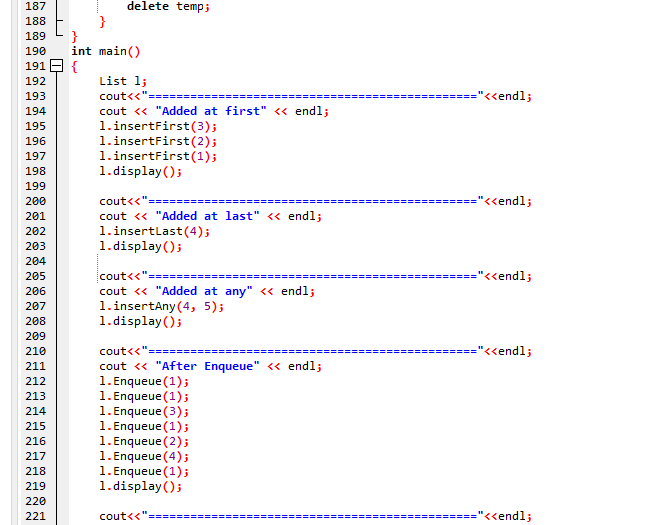 187 delete temp;
188 }
189 }
190 int main()
191 {
192 List l;
193 cout<<"==============================================="<<endl;
194 cout << "Added at first" << endl;
195 l.insertFirst(3);
196 l.insertFirst(2);
197 l.insertFirst(1);
198 l.display();
199
200 cout<<"==============================================="<<endl;
201 cout << "Added at last" << endl;
202 l.insertLast(4);
203 l.display();
204
205 cout<<"==============================================="<<endl;
206 cout << "Added at any" << endl;
207 l.insertAny(4, 5);
208 l.display();
209
210 cout<<"==============================================="<<endl;
211 cout << "After Enqueue" << endl;
212 l.Enqueue(1);
213 l.Enqueue(1);
214 l.Enqueue(3);
215 l.Enqueue(1);
216 l.Enqueue(2);
217 l.Enqueue(4);
218 l.Enqueue(1);
219 l.display();
220
221 cout<<"==============================================="<<endl;